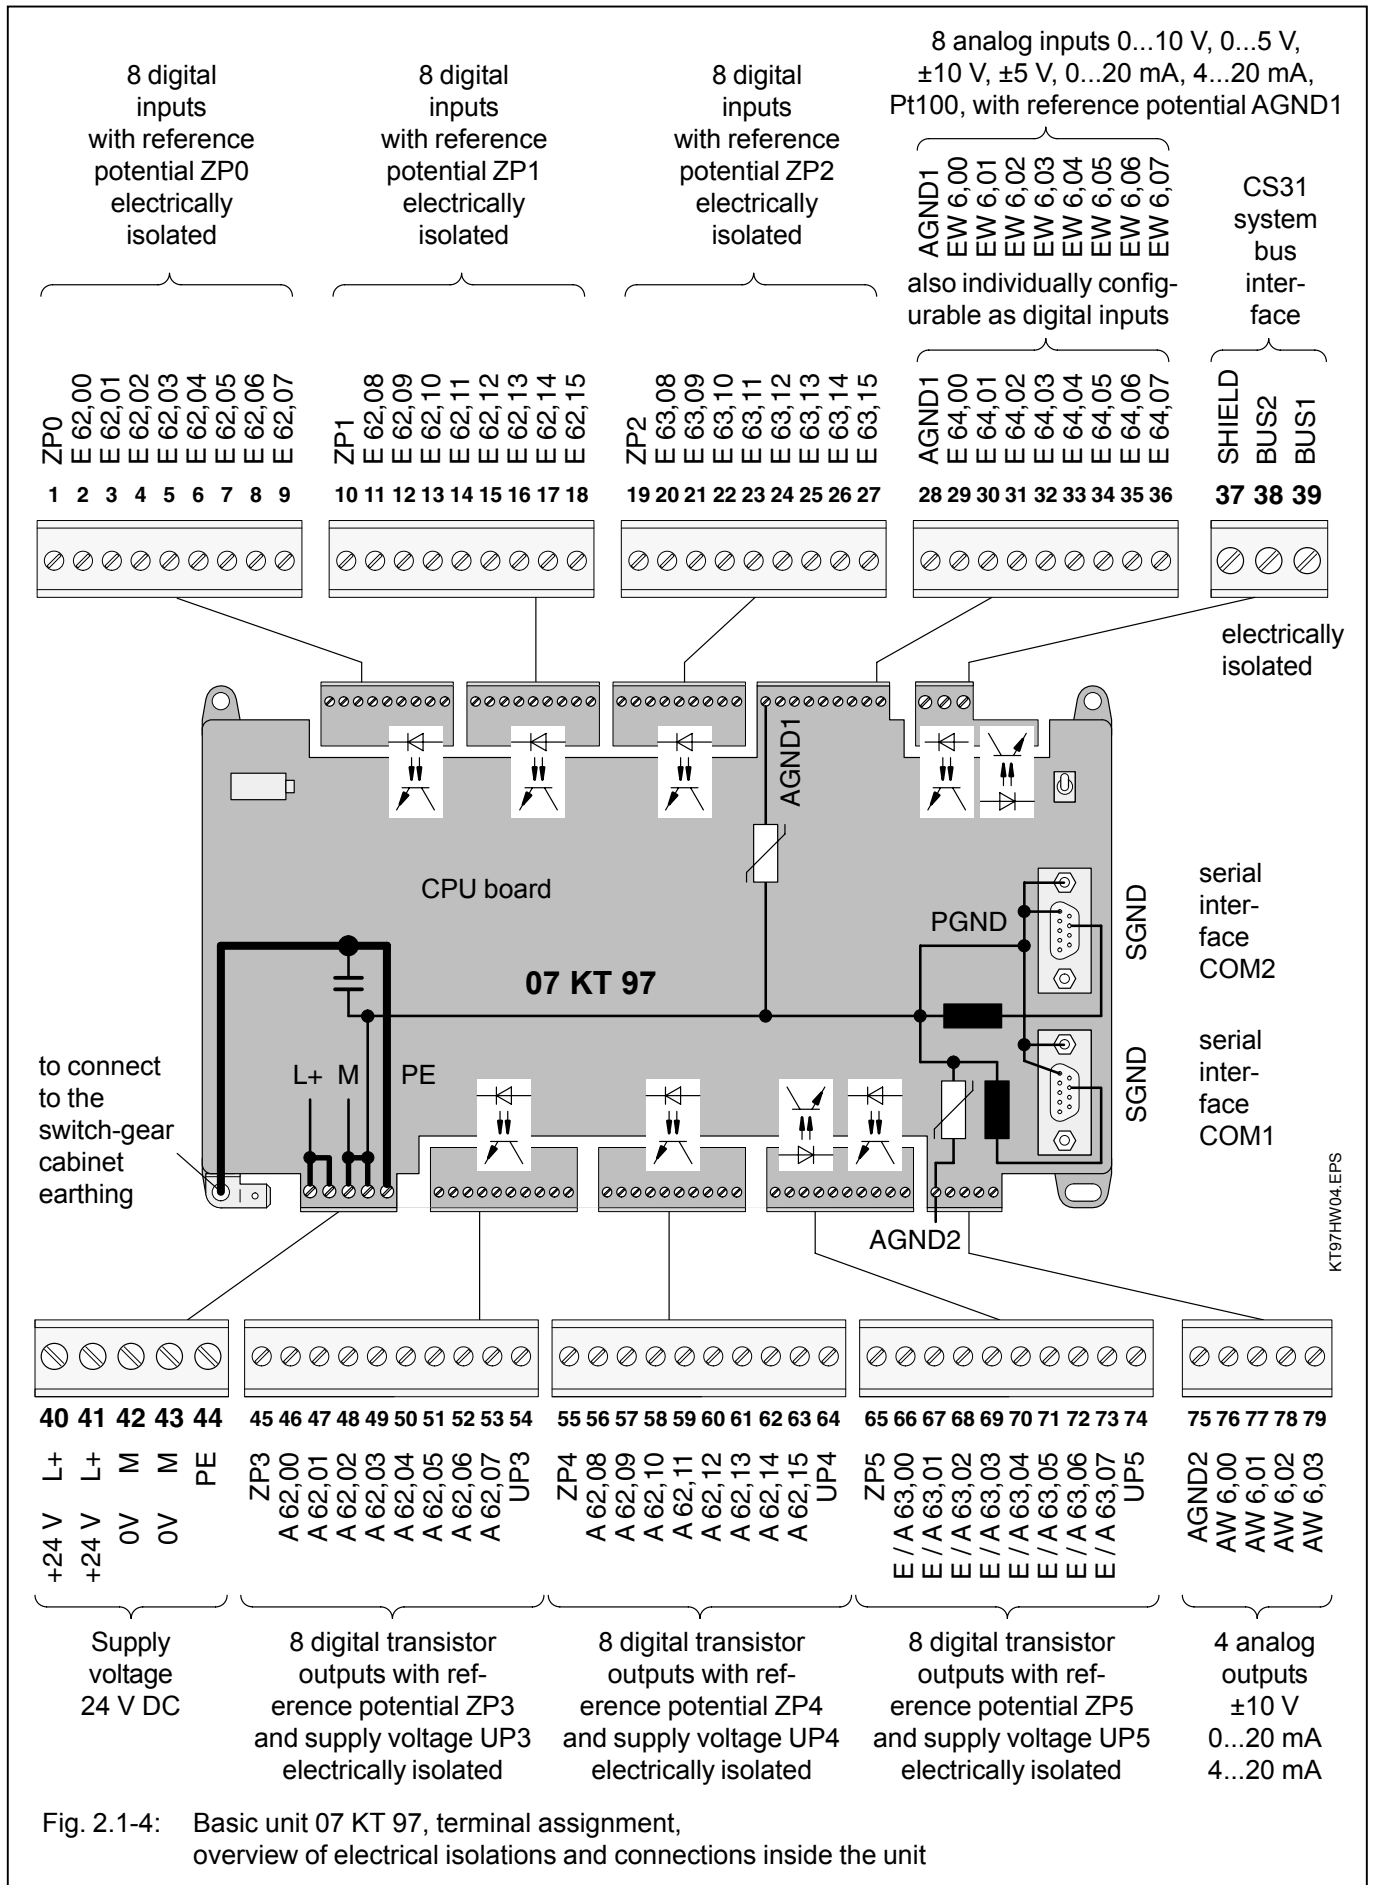 8 digital
inputs
with reference
potential ZP0
electrically
isolated
8 digital
inputs
with reference
potential ZP1
electrically
isolated
8 digital
inputs
with reference
potential ZP2
electrically
isolated
8 analog inputs 0...10 V, 0...5 V,
±10 V, ±5 V, 0...20 mA, 4...20 mA,
Pt100, with reference potential AGND1
AGND1
EW 6,00
EW 6,01
EW 6,02
EW 6,03
EW 6,04
EW 6,05
EW 6,06
EW 6,07
also individually config-
urable as digital inputs
CS31
system
bus
inter-
face
ZP0
E 62,00
E 62,01
E 62,02
E 62,03
E 62,04
E 62,05
E 62,06
E 62,07
ZP1
E 62,08
E 62,09
E 62,10
E 62,11
E 62,12
E 62,13
E 62,14
E 62,15
ZP2
E 63,08
E 63,09
E 63,10
E 63,11
E 63,12
E 63,13
E 63,14
E 63,15
AGND1
E 64,00
E 64,01
E 64,02
E 64,03
E 64,04
E 64,05
E 64,06
E 64,07
SHIELD
BUS2
BUS1
1 2 3 4 5 6 7 8 9
10 11 12 13 14 15 16 17 18
19 20 21 22 23 24 25 26 27
28 29 30 31 32 33 34 35 36
37 38 39
electrically
isolated
AGND1
CPU board
07 KT 97
PGND
SGND
serial
inter-
face
COM2
SGND
serial
inter-
face
COM1
to connect
to the
switch-gear
cabinet
earthing
L+ M PE
AGND2
KT97HW04.EPS
40 41 42 43 44
45 46 47 48 49 50 51 52 53 54
55 56 57 58 59 60 61 62 63 64
65 66 67 68 69 70 71 72 73 74
75 76 77 78 79
+24 V L+
+24 V L+
0V M
0V M
PE
ZP3
A 62,00
A 62,01
A 62,02
A 62,03
A 62,04
A 62,05
A 62,06
A 62,07
UP3
ZP4
A 62,08
A 62,09
A 62,10
A 62,11
A 62,12
A 62,13
A 62,14
A 62,15
UP4
ZP5
E / A 63,00
E / A 63,01
E / A 63,02
E / A 63,03
E / A 63,04
E / A 63,05
E / A 63,06
E / A 63,07
UP5
AGND2
AW 6,00
AW 6,01
AW 6,02
AW 6,03
Supply
voltage
24 V DC
8 digital transistor
outputs with ref-
erence potential ZP3
and supply voltage UP3
electrically isolated
8 digital transistor
outputs with ref-
erence potential ZP4
and supply voltage UP4
electrically isolated
8 digital transistor
outputs with ref-
erence potential ZP5
and supply voltage UP5
electrically isolated
4 analog
outputs
±10 V
0...20 mA
4...20 mA
Fig. 2.1-4: Basic unit 07 KT 97, terminal assignment,
overview of electrical isolations and connections inside the unit